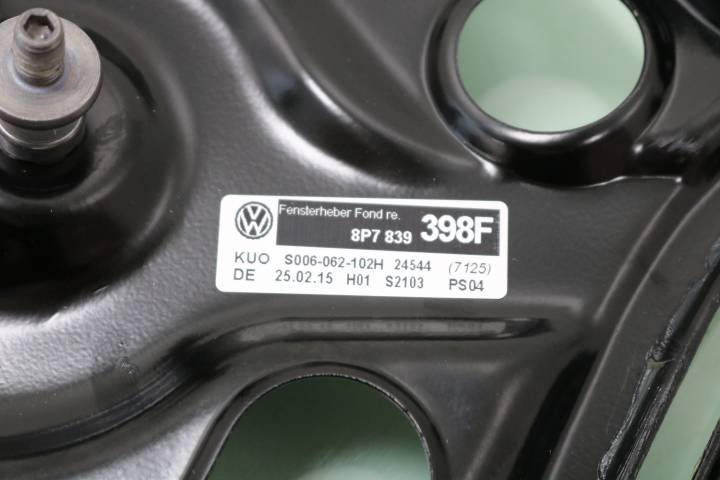 Fensterheber Fond re.
8P7 839 398F
KUO S006-062-102H 24544 (7125)
DE 25.02.15 H01 S2103 PS04